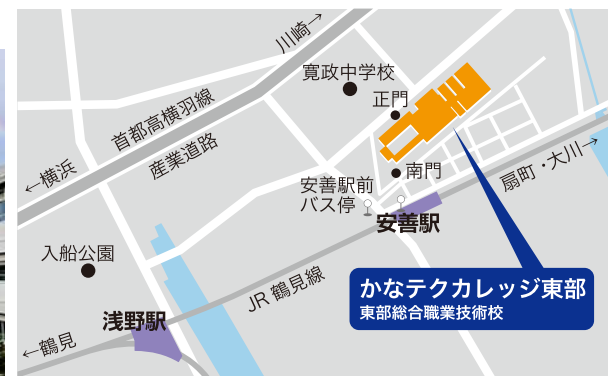 川崎→
寛政中学校
正門
首都高横羽線
産業道路
←横浜
南門
扇町・大川→
安善駅前
バス停
安善駅
入船公園
かなテクカレッジ東部
東部総合職業技術校
JR 鶴見線
浅野駅
←鶴見